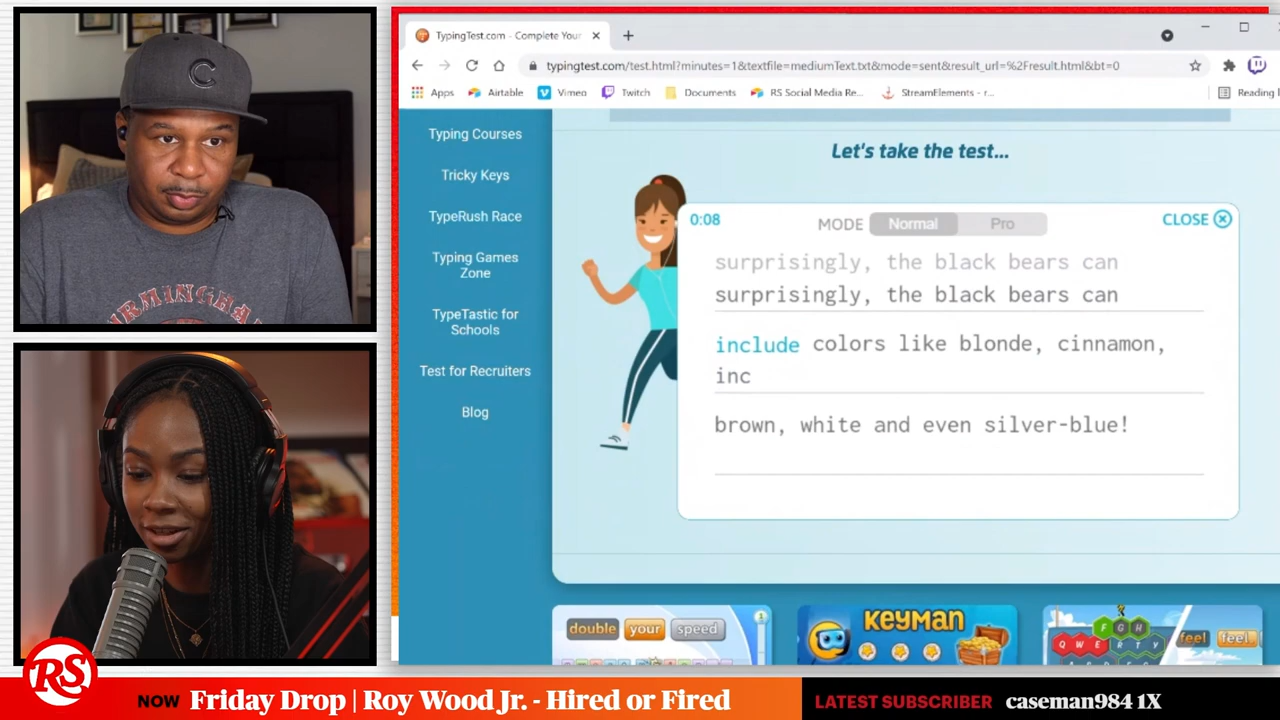 TypingTest.com - Complete Your
typingtest.com/test.html?minutes=1&textfile=mediumText.txt&mode=sent&result_url=%2Fresult.html&bt=0
Apps Airtable Vimeo Twitch Documents RS Social Media Re... StreamElements - r... Reading
Typing Courses
Tricky Keys
TypeRush Race
Typing Games
Zone
TypeTastic for
Schools
Test for Recruiters
Blog
Let's take the test...
0:08 MODE Normal Pro CLOSE
surprisingly, the black bears can
surprisingly, the black bears can
include colors like blonde, cinnamon,
inc
brown, white and even silver-blue!
double your speed
KEYMAN
F G H
Q W E R T Y
feel feel
C
RS
NOW Friday Drop | Roy Wood Jr. - Hired or Fired
LATEST SUBSCRIBER caseman984 1X